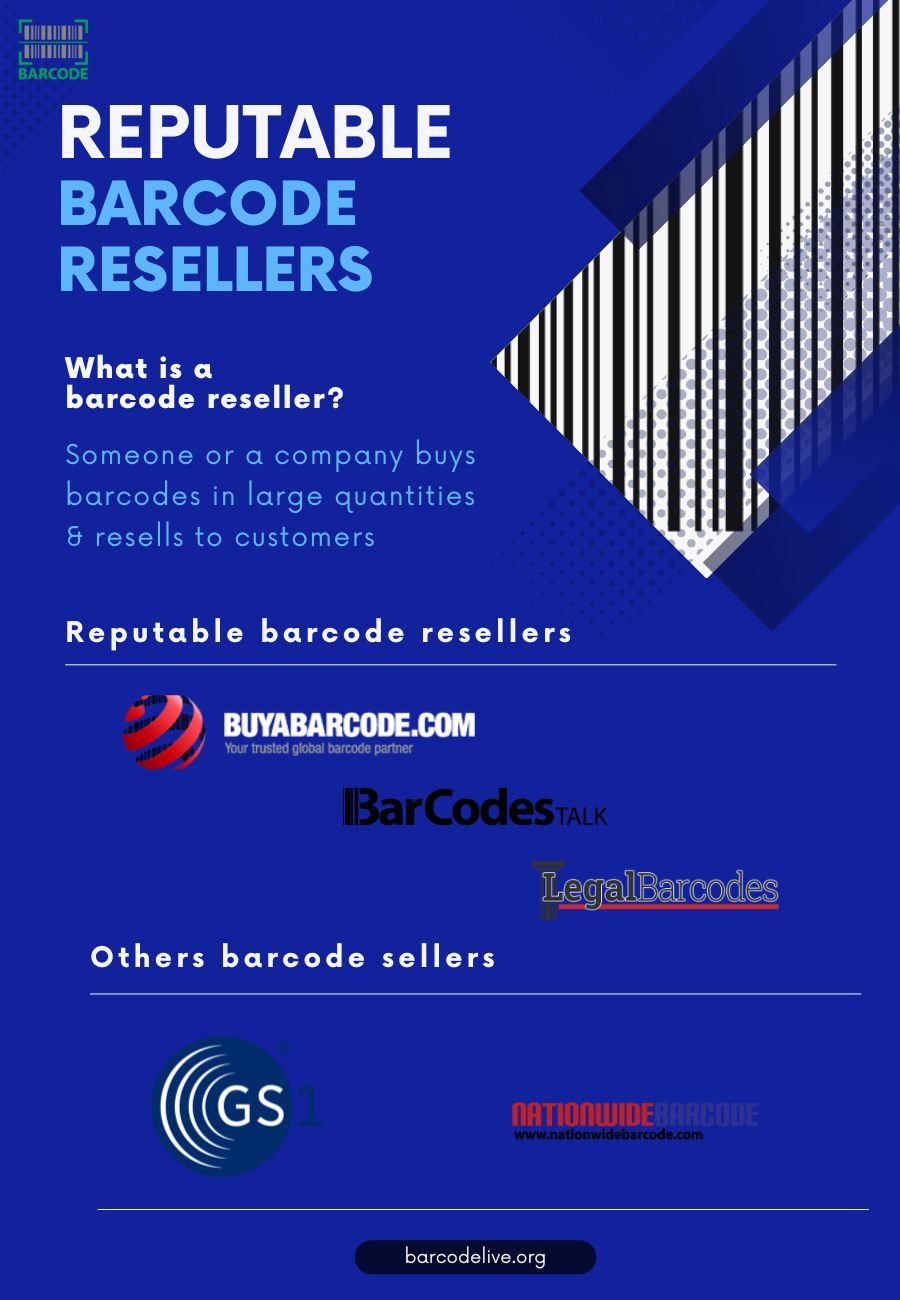 BARCODE
REPUTABLE
BARCODE
RESELLERS
What is a
barcode reseller?
Someone or a company buys
barcodes in large quantities
& resells to customers
Reputable barcode resellers
BUYABARCODE.COM
Your trusted global barcode partner
BarCodesTALK
LegalBarcodes
Others barcode sellers
GS1®
NATIONWIDEBARCODE
www.nationwidebarcode.com
barcodelive.org